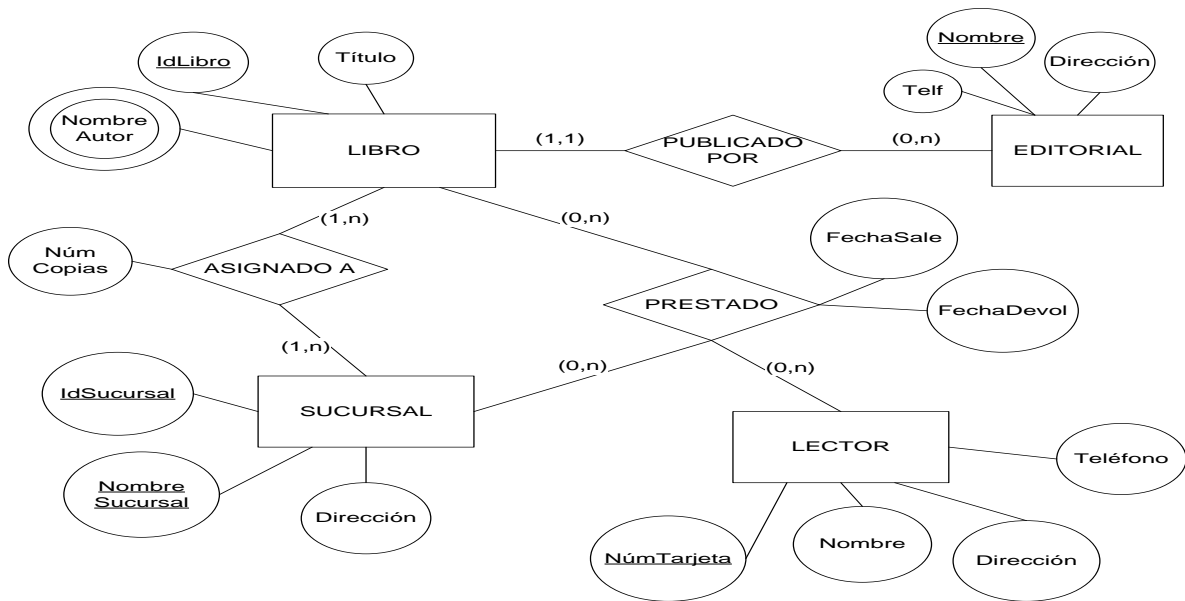 Nombre
IdLibro
Título
Dirección
Telf
Nombre
Autor
LIBRO
(1,1)
PUBLICADO
POR
(0,n)
EDITORIAL
(1,n)
(0,n)
FechaSale
Núm
Copias
ASIGNADO A
PRESTADO
FechaDevol
(1,n)
(0,n)
(0,n)
IdSucursal
SUCURSAL
LECTOR
Teléfono
Nombre
Sucursal
Dirección
NúmTarjeta
Nombre
Dirección